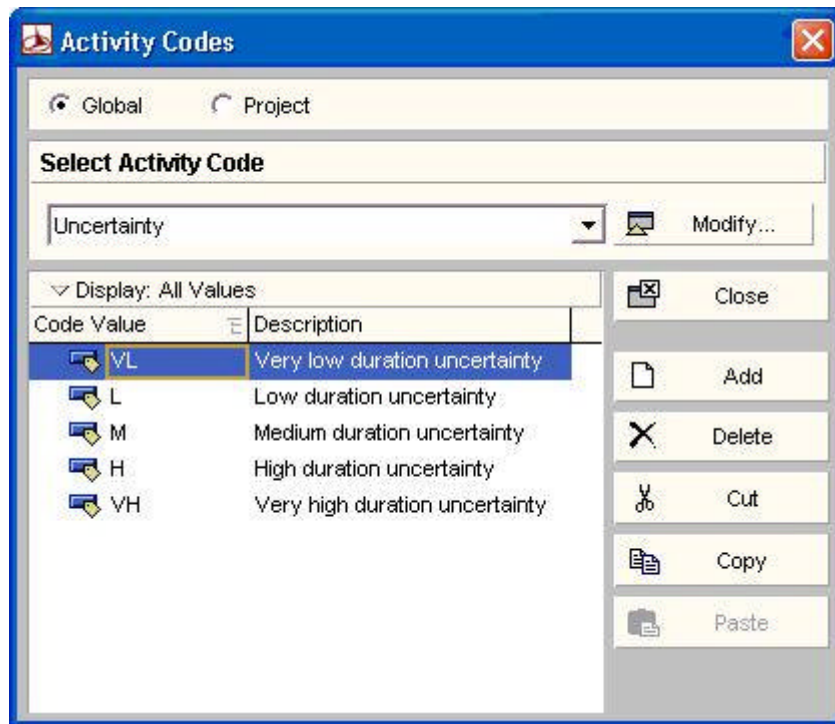 Activity Codes
Global Project
Select Activity Code
Uncertainty
Modify...
Display: All Values
Close
Code Value Description
VL Very low duration uncertainty
L Low duration uncertainty
M Medium duration uncertainty
H High duration uncertainty
VH Very high duration uncertainty
Add
Delete
Cut
Copy
Paste